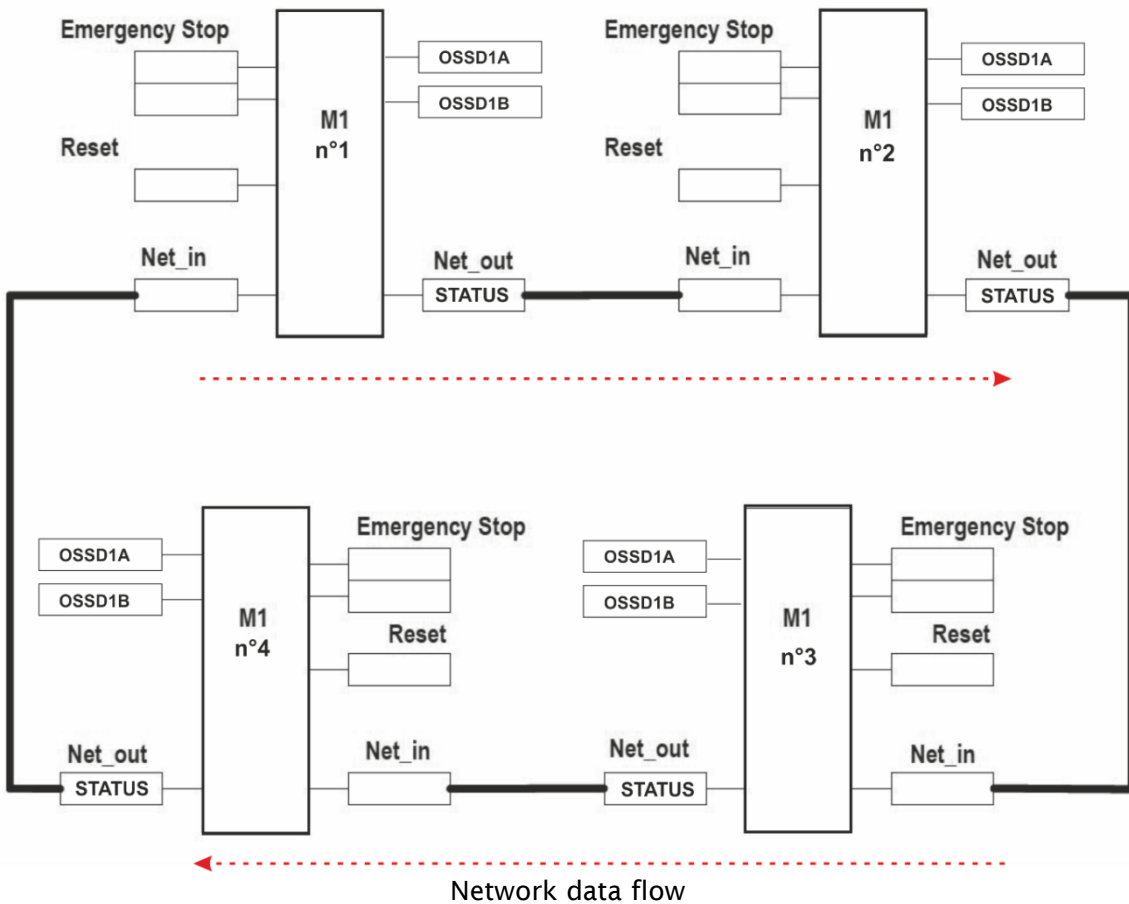 Emergency Stop
OSSD1A
OSSD1B
M1
n°1
Reset
Net_in
Net_out
STATUS
Emergency Stop
OSSD1A
OSSD1B
M1
n°2
Reset
Net_in
Net_out
STATUS
OSSD1A
OSSD1B
M1
n°4
Emergency Stop
Reset
Net_out
STATUS
Net_in
OSSD1A
OSSD1B
M1
n°3
Emergency Stop
Reset
Net_out
STATUS
Net_in
Network data flow